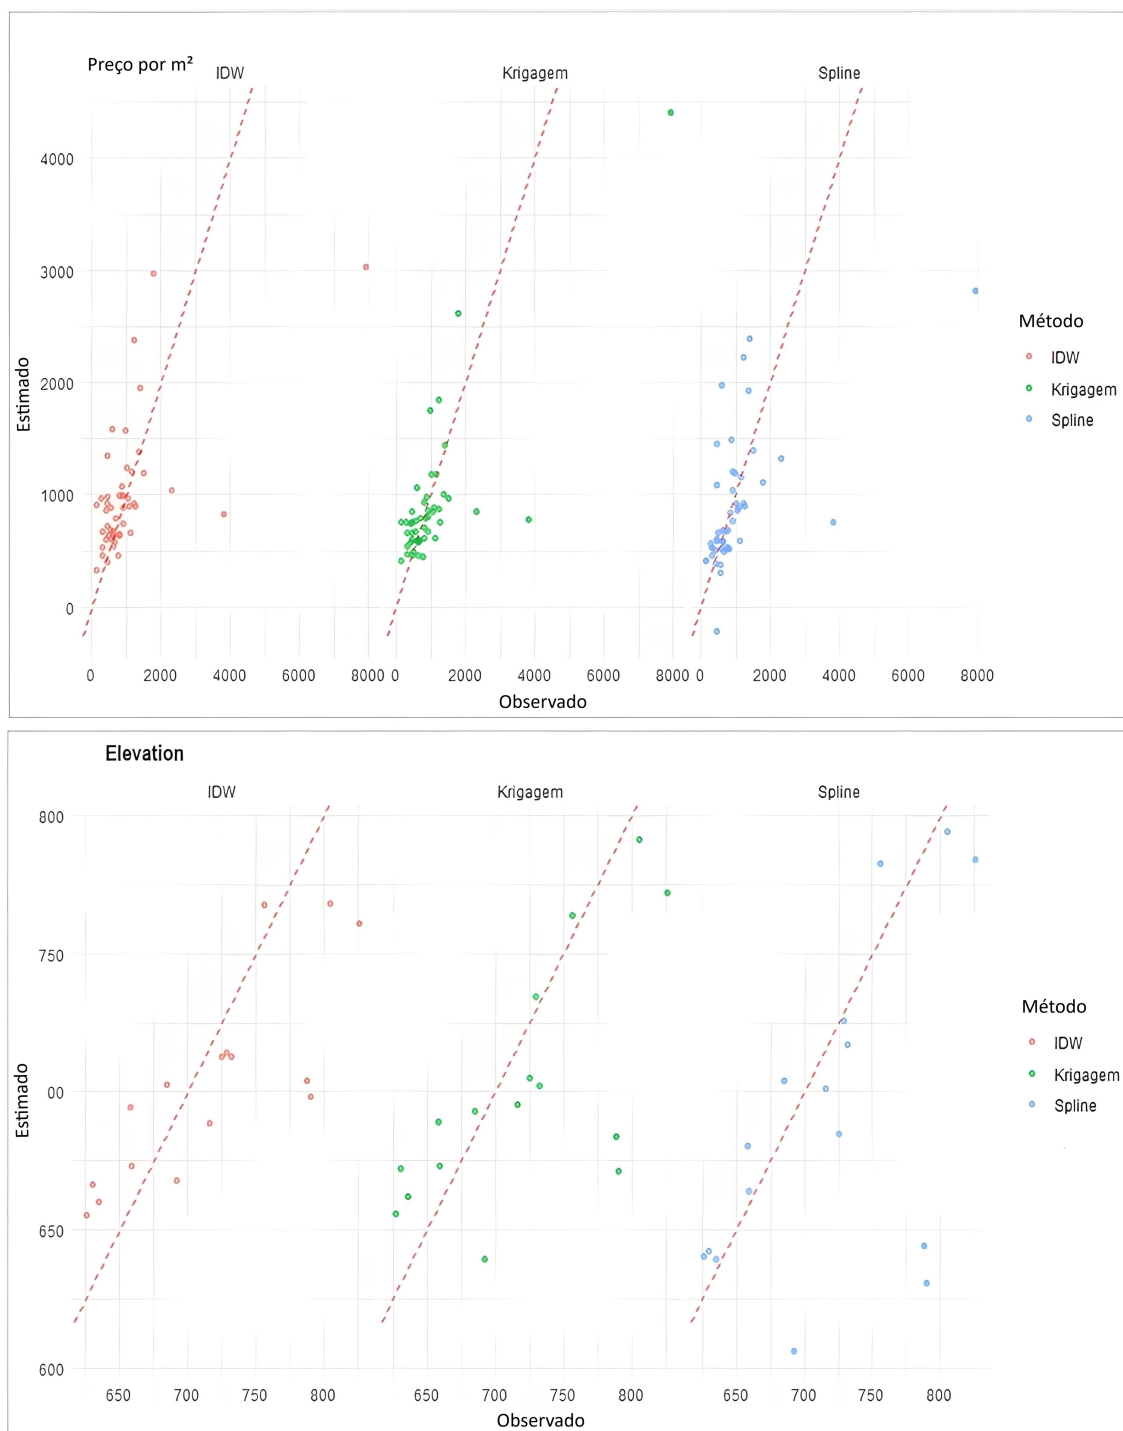 Preço por m²
IDW
Krigagem
Spline
4000
3000
2000
1000
0
Estimado
0 2000 4000 6000 8000 0 2000 4000 6000 8000 0 2000 4000 6000 8000
Observado
Método
IDW
Krigagem
Spline
Elevation
IDW
Krigagem
Spline
800
750
00
650
600
Estimado
650 700 750 800 650 700 750 800 650 700 750 800
Observado
Método
IDW
Krigagem
Spline